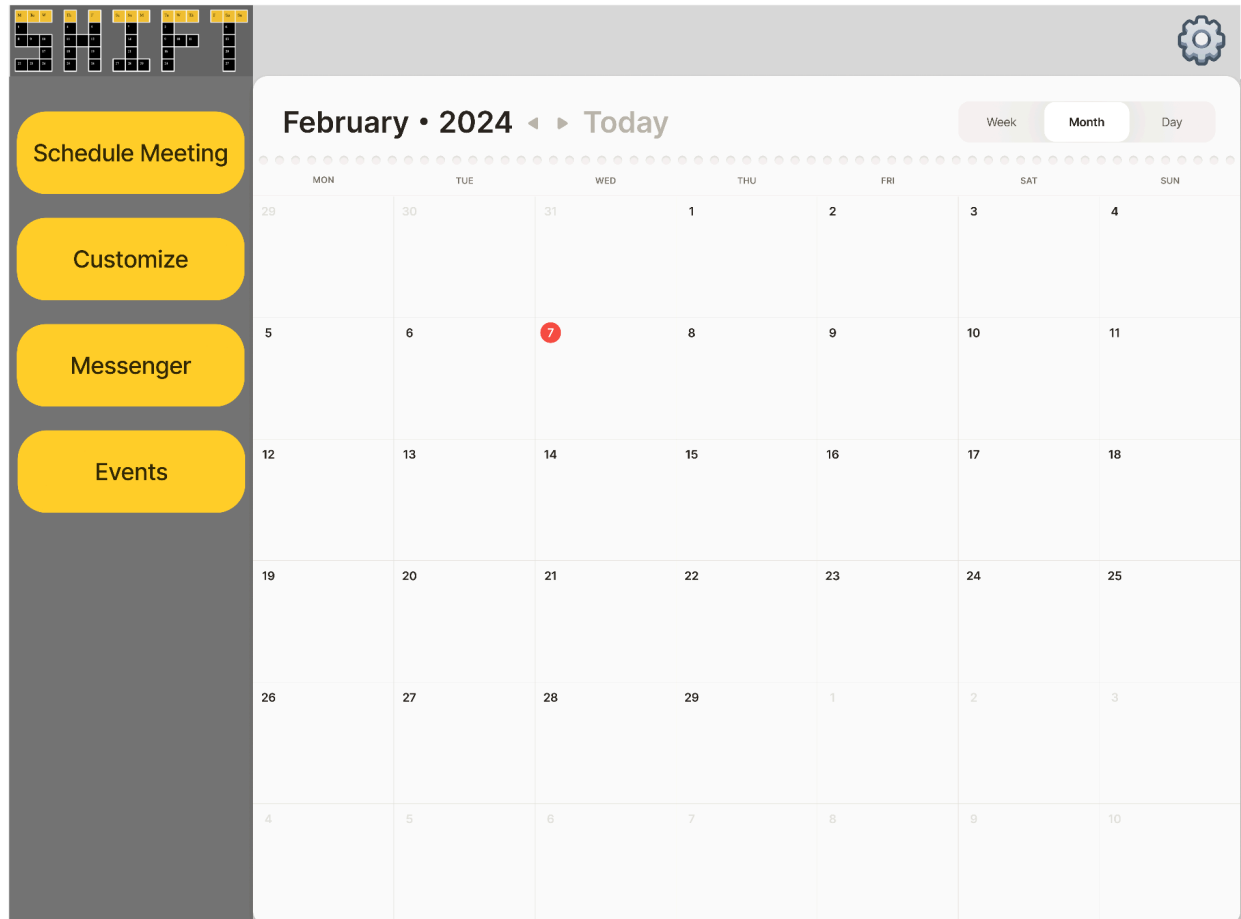 SHIFT
February • 2024 ◂ ▸ Today
Week Month Day
Schedule Meeting
Customize
Messenger
Events
MON TUE WED THU FRI SAT SUN
29 30 31 1 2 3 4
5 6 7 8 9 10 11
12 13 14 15 16 17 18
19 20 21 22 23 24 25
26 27 28 29 1 2 3
4 5 6 7 8 9 10